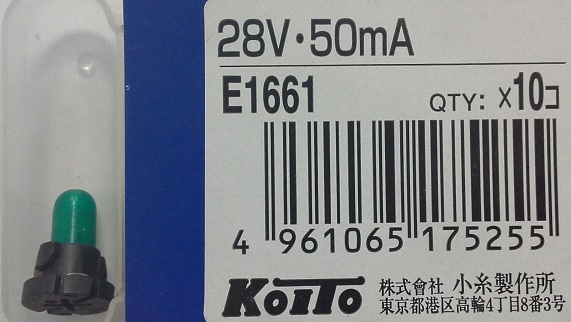 28V・50mA
E1661 QTY: x10コ
4 961065 175255
KOITO 株式会社 小糸製作所
東京都港区高輪4丁目8番3号